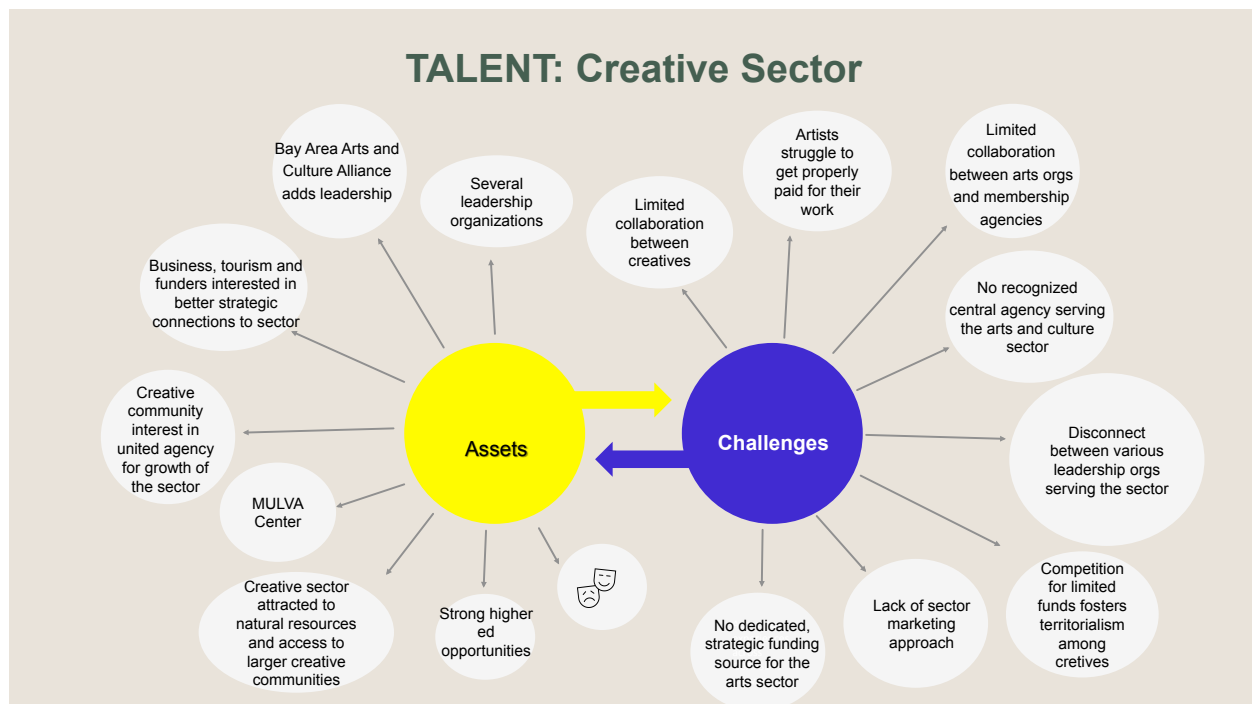 TALENT: Creative Sector
Bay Area Arts and
Culture Alliance
adds leadership
Several
leadership
organizations
Business, tourism and
funders interested in
better strategic
connections to sector
Creative
community
interest in
united agency
for growth of
the sector
MULVA
Center
Creative sector
attracted to
natural resources
and access to
larger creative
communities
Strong higher
ed
opportunities
Assets
Challenges
Limited
collaboration
between
creatives
Artists
struggle to
get properly
paid for their
work
Limited
collaboration
between arts orgs
and membership
agencies
No recognized
central agency serving
the arts and culture
sector
Disconnect
between various
leadership orgs
serving the sector
Competition
for limited
funds fosters
territorialism
among
cretives
Lack of sector
marketing
approach
No dedicated,
strategic funding
source for the
arts sector